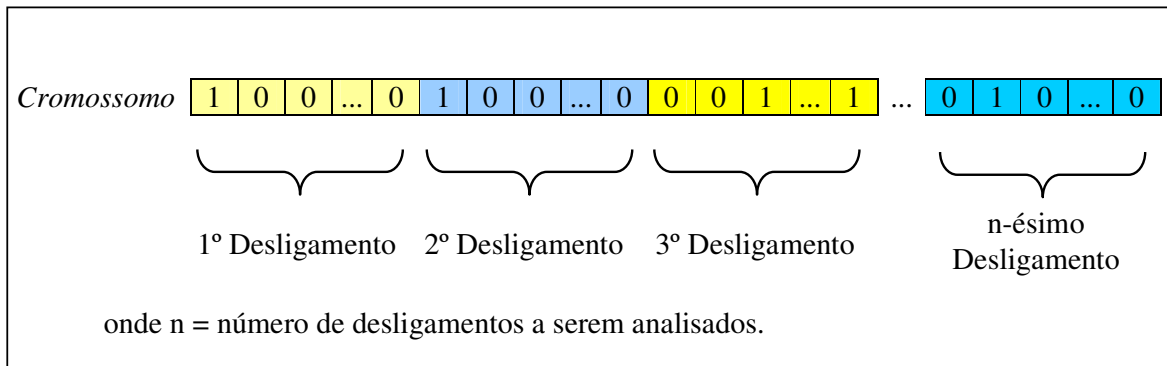 Cromossomo 1 0 0 ... 0 1 0 0 ... 0 0 0 1 ... 1 ... 0 1 0 ... 0
1º Desligamento 2º Desligamento 3º Desligamento n-ésimo
Desligamento
onde n = número de desligamentos a serem analisados.